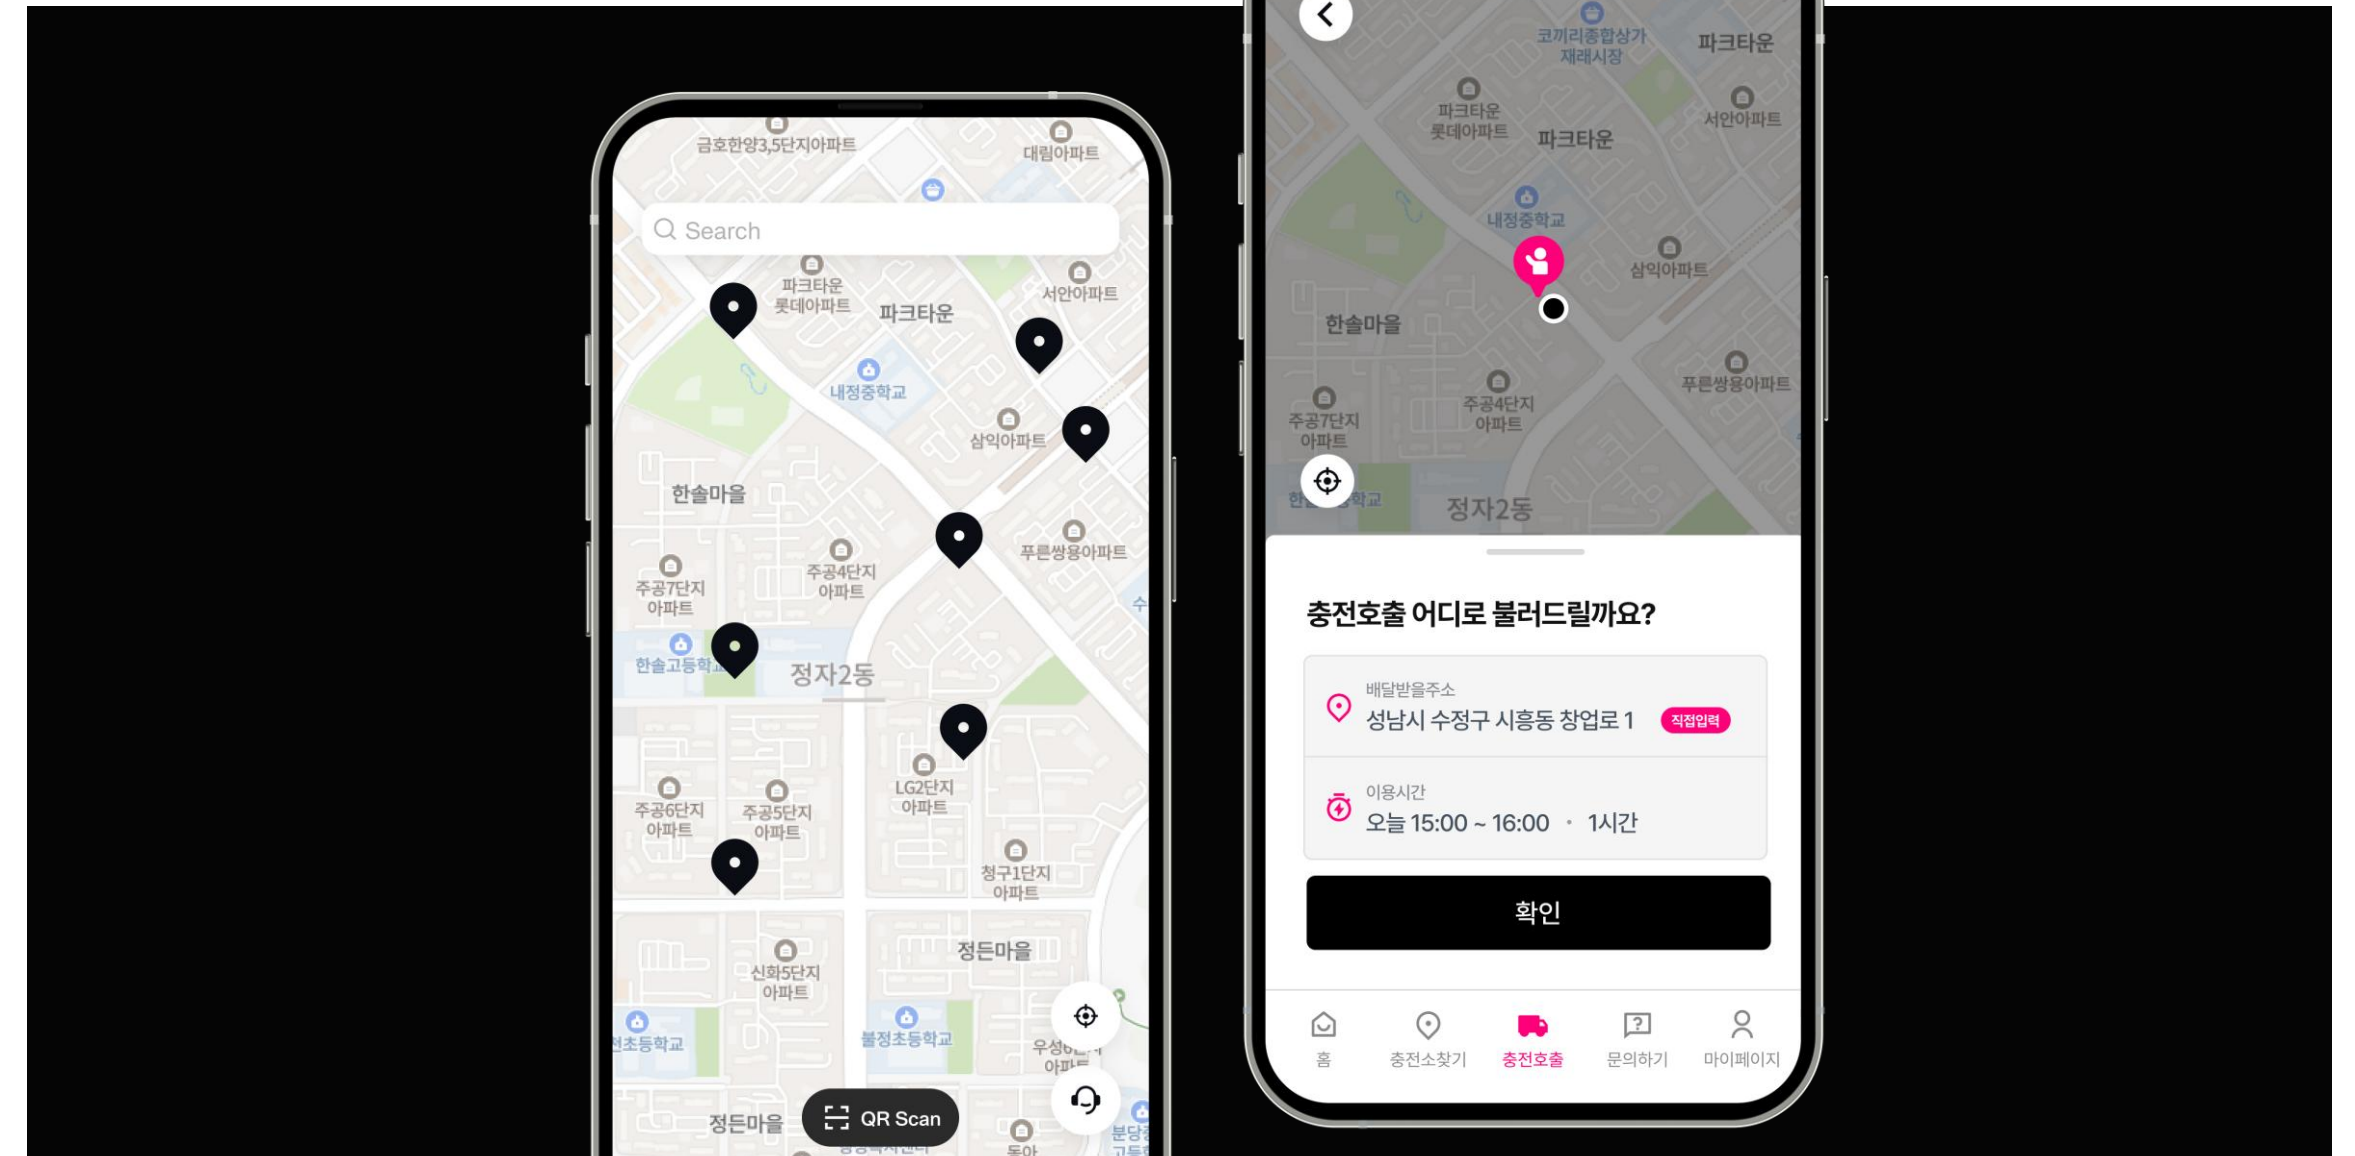 금호한양3,5단지아파트
대림아파트
Search
파크타운
롯데아파트
파크타운
서안아파트
내정중학교
삼익아파트
한솔마을
푸른쌍용아파트
주공7단지
아파트
주공4단지
아파트
한솔고등학교
정자2동
LG2단지
아파트
주공6단지
아파트
주공5단지
아파트
청구1단지
아파트
정든마을
신화5단지
아파트
초등학교
불정초등학교
아파트
정든마을
QR Scan
동아
코끼리종합상가
재래시장
파크타운
파크타운
롯데아파트
파크타운
서안아파트
내정중학교
삼익아파트
한솔마을
푸른쌍용아파트
주공7단지
아파트
주공4단지
아파트
정자2동
충전호출 어디로 불러드릴까요?
배달받을주소
성남시 수정구 시흥동 창업로 1
직접입력
이용시간
오늘 15:00 ~ 16:00 • 1시간
확인
홈
충전소찾기
충전호출
문의하기
마이페이지